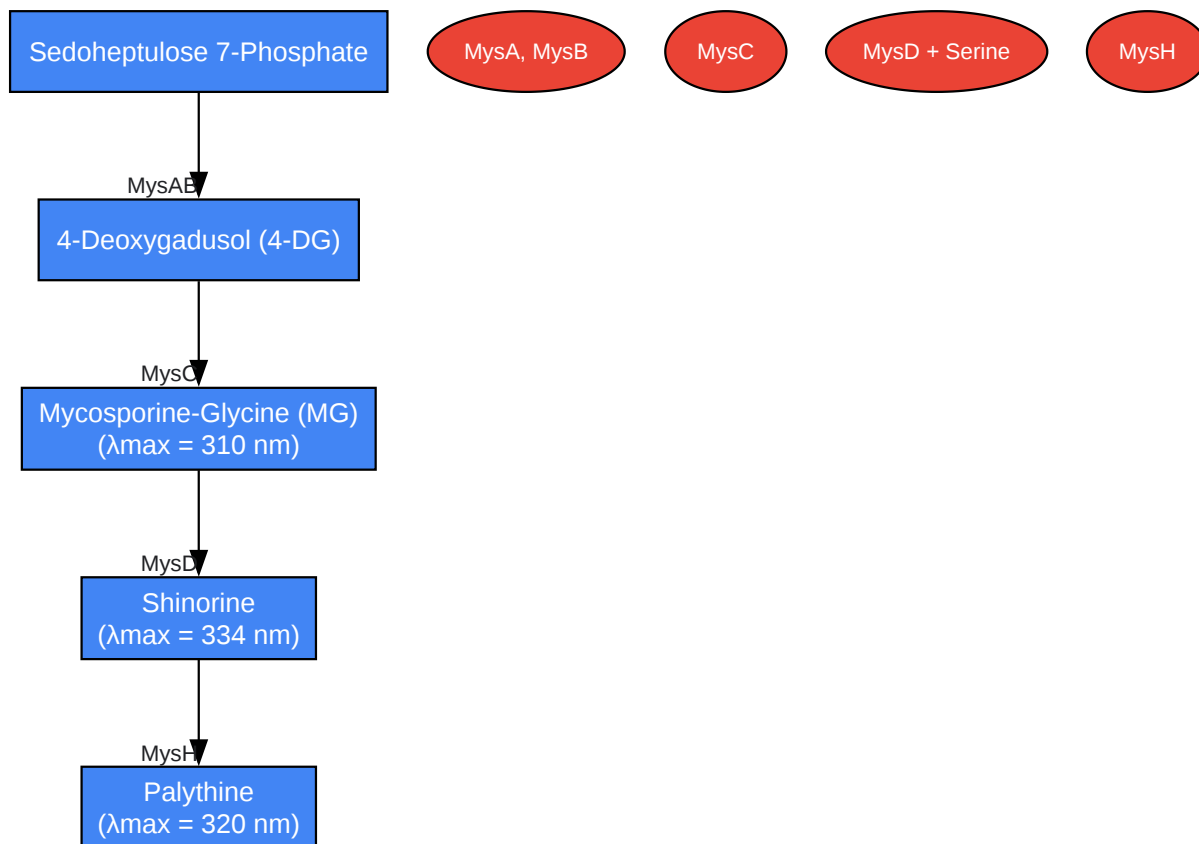 Sedoheptulose 7-Phosphate
MysA, MysB
MysC
MysD + Serine
MysH
MysAB
4-Deoxygadusol (4-DG)
MysC
Mycosporine-Glycine (MG)
(λmax = 310 nm)
MysD
Shinorine
(λmax = 334 nm)
MysH
Palythine
(λmax = 320 nm)